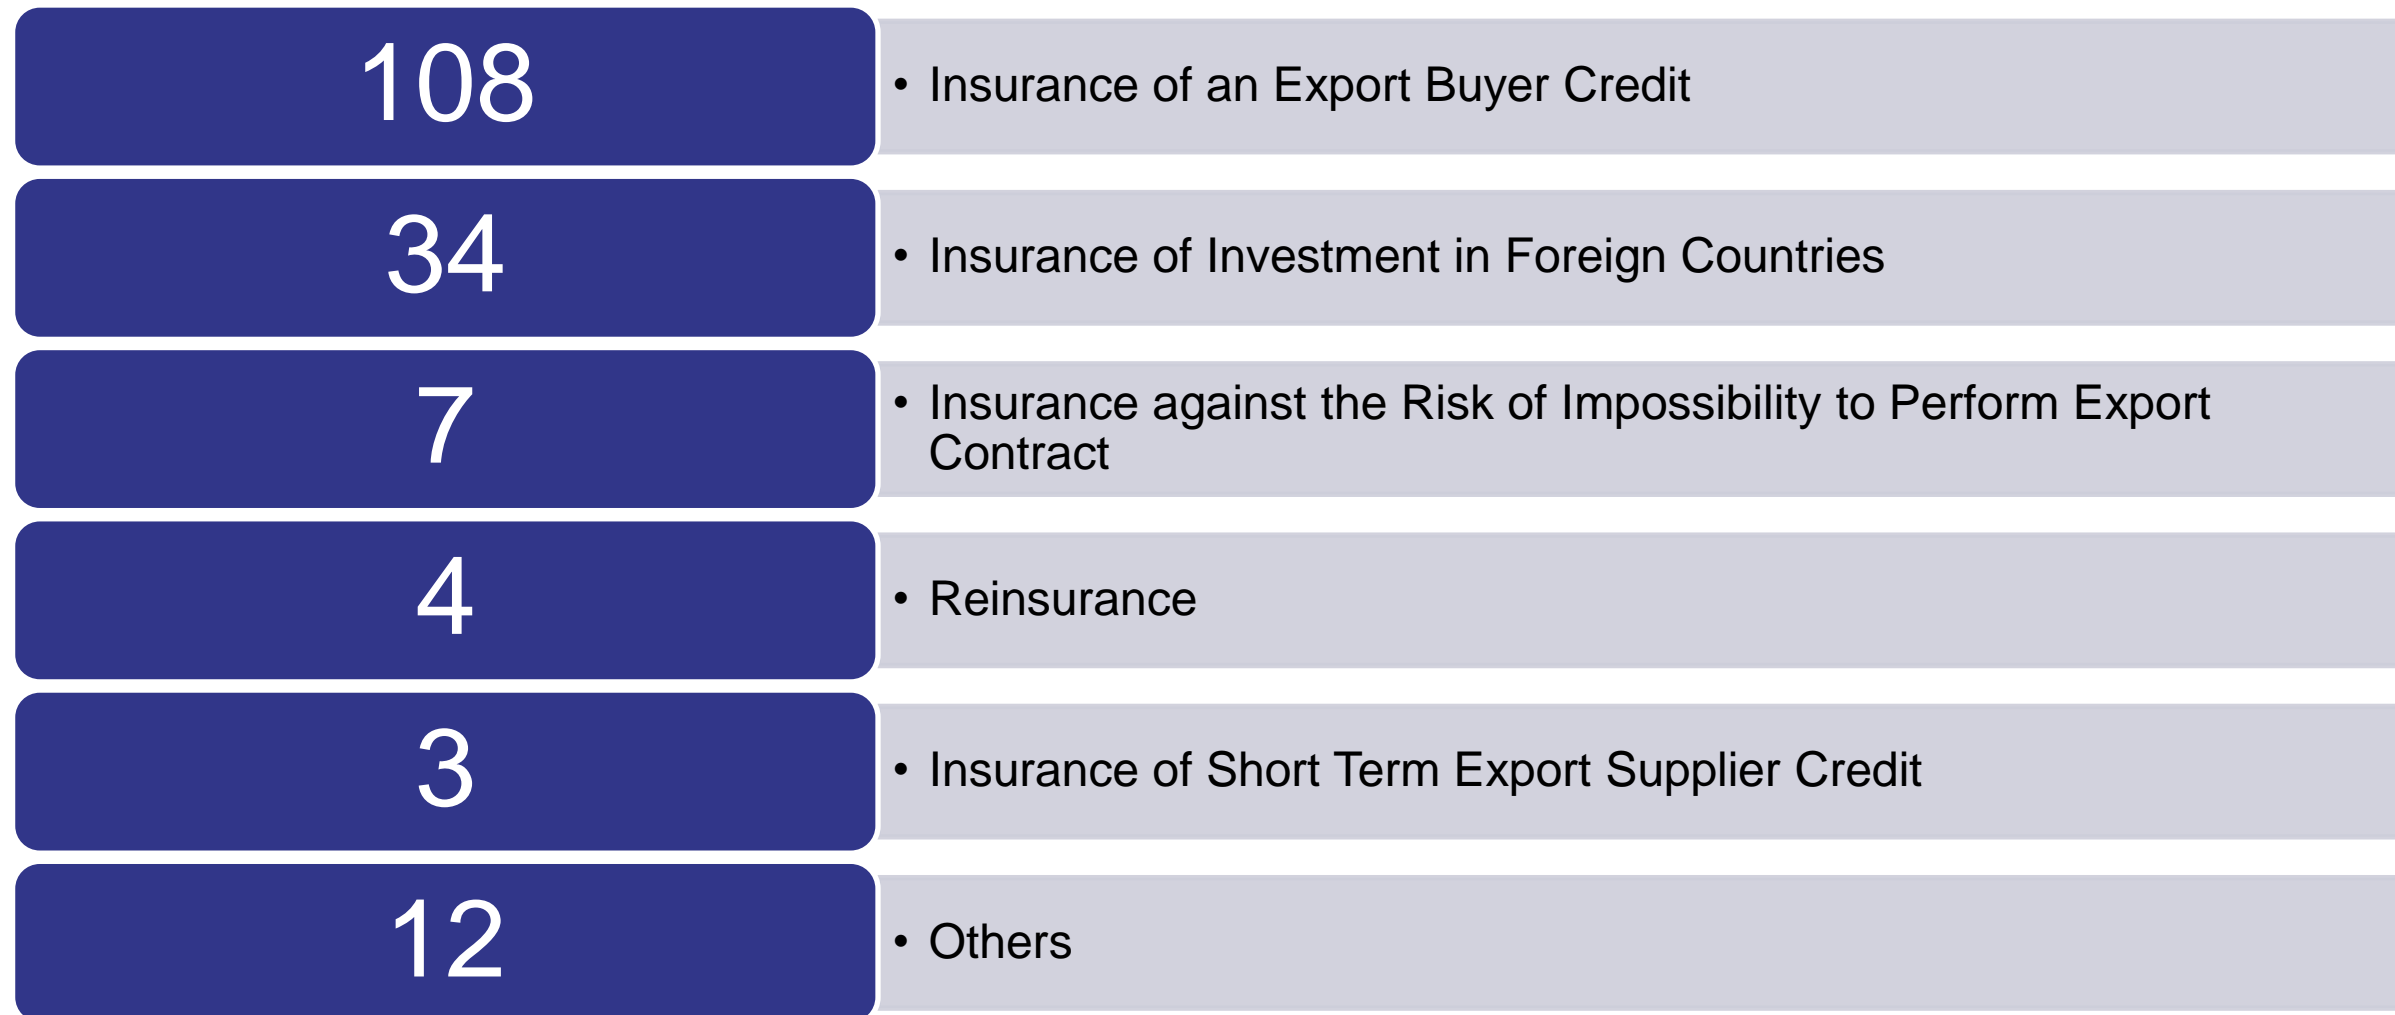 108
• Insurance of an Export Buyer Credit
34
• Insurance of Investment in Foreign Countries
7
• Insurance against the Risk of Impossibility to Perform Export
Contract
4
• Reinsurance
3
• Insurance of Short Term Export Supplier Credit
12
• Others